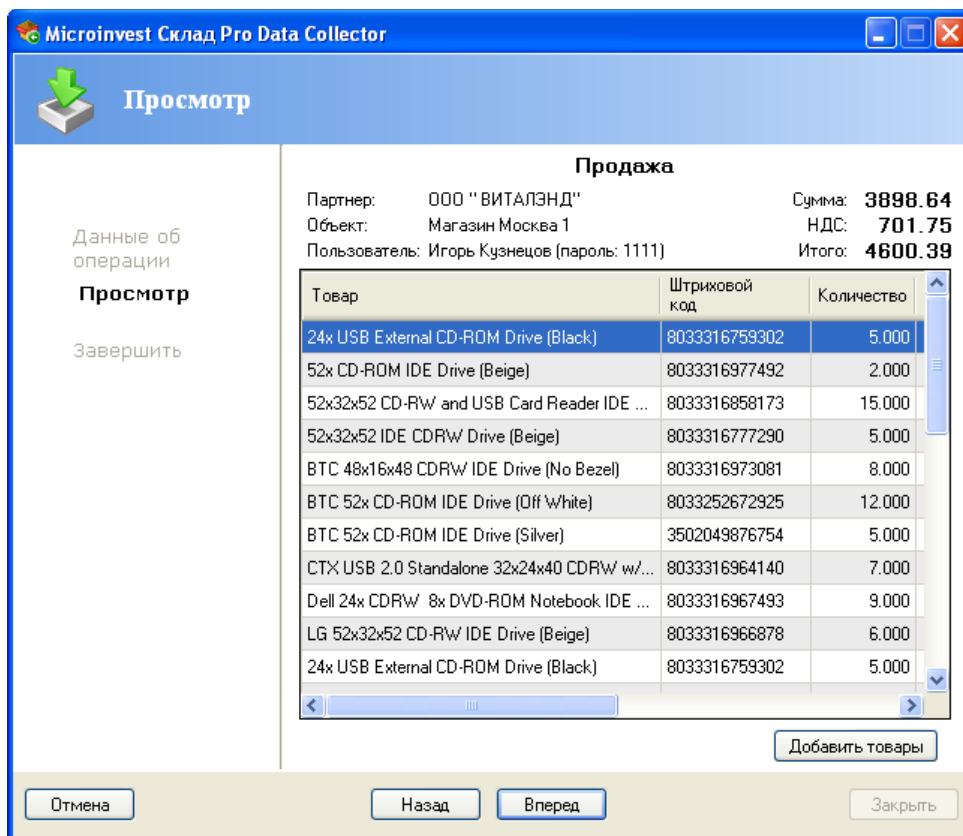 Microinvest Склад Pro Data Collector
Просмотр
Данные об
операции
Просмотр
Завершить
Продажа
Партнер: ООО "ВИТАЛЭНД" Сумма: 3898.64
Объект: Магазин Москва 1 НДС: 701.75
Пользователь: Игорь Кузнецов (пароль: 1111) Итого: 4600.39
Товар Штриховой код Количество
24x USB External CD-ROM Drive (Black) 8033316759302 5.000
52x CD-ROM IDE Drive (Beige) 8033316977492 2.000
52x32x52 CD-RW and USB Card Reader IDE ... 8033316858173 15.000
52x32x52 IDE CDRW Drive (Beige) 8033316777290 5.000
BTC 48x16x48 CDRW IDE Drive (No Bezel) 8033316973081 8.000
BTC 52x CD-ROM IDE Drive (Off White) 8033252672925 12.000
BTC 52x CD-ROM IDE Drive (Silver) 3502049876754 5.000
CTX USB 2.0 Standalone 32x24x40 CDRW w/... 8033316964140 7.000
Dell 24x CDRW 8x DVD-ROM Notebook IDE ... 8033316967493 9.000
LG 52x32x52 CD-RW IDE Drive (Beige) 8033316966878 6.000
24x USB External CD-ROM Drive (Black) 8033316759302 5.000
Добавить товары
Отмена Назад Вперед Закрыть